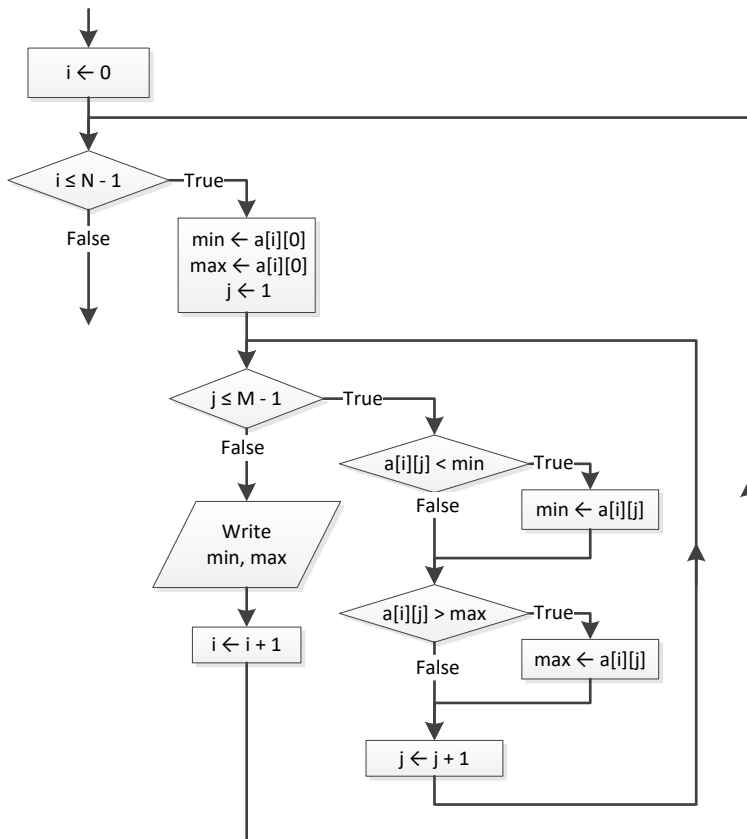 i ← 0
i ≤ N - 1
True
False
min ← a[i][0]
max ← a[i][0]
j ← 1
j ≤ M - 1
True
False
a[i][j] < min
True
False
min ← a[i][j]
Write
min, max
a[i][j] > max
True
False
max ← a[i][j]
i ← i + 1
j ← j + 1